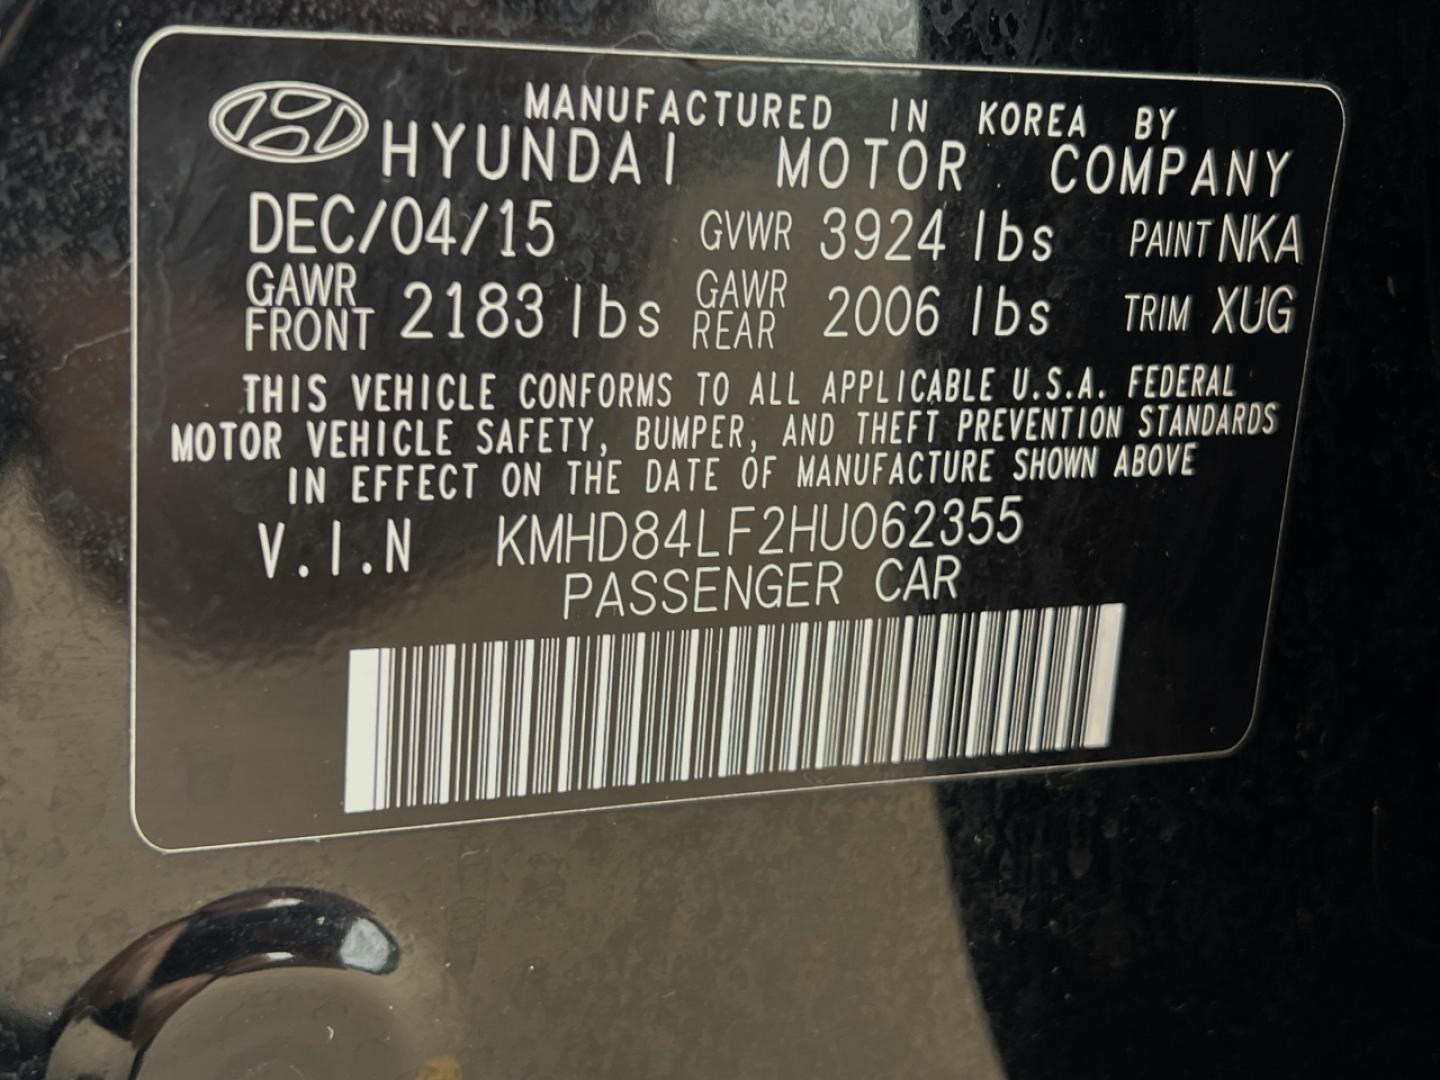 MANUFACTURED IN KOREA BY
HYUNDAI MOTOR COMPANY
DEC/04/15 GVWR 3924 lbs PAINT NKA
GAWR FRONT 2183 lbs GAWR REAR 2006 lbs TRIM XUG
THIS VEHICLE CONFORMS TO ALL APPLICABLE U.S.A. FEDERAL
MOTOR VEHICLE SAFETY, BUMPER, AND THEFT PREVENTION STANDARDS
IN EFFECT ON THE DATE OF MANUFACTURE SHOWN ABOVE
V.I.N KMHD84LF2HU062355
PASSENGER CAR